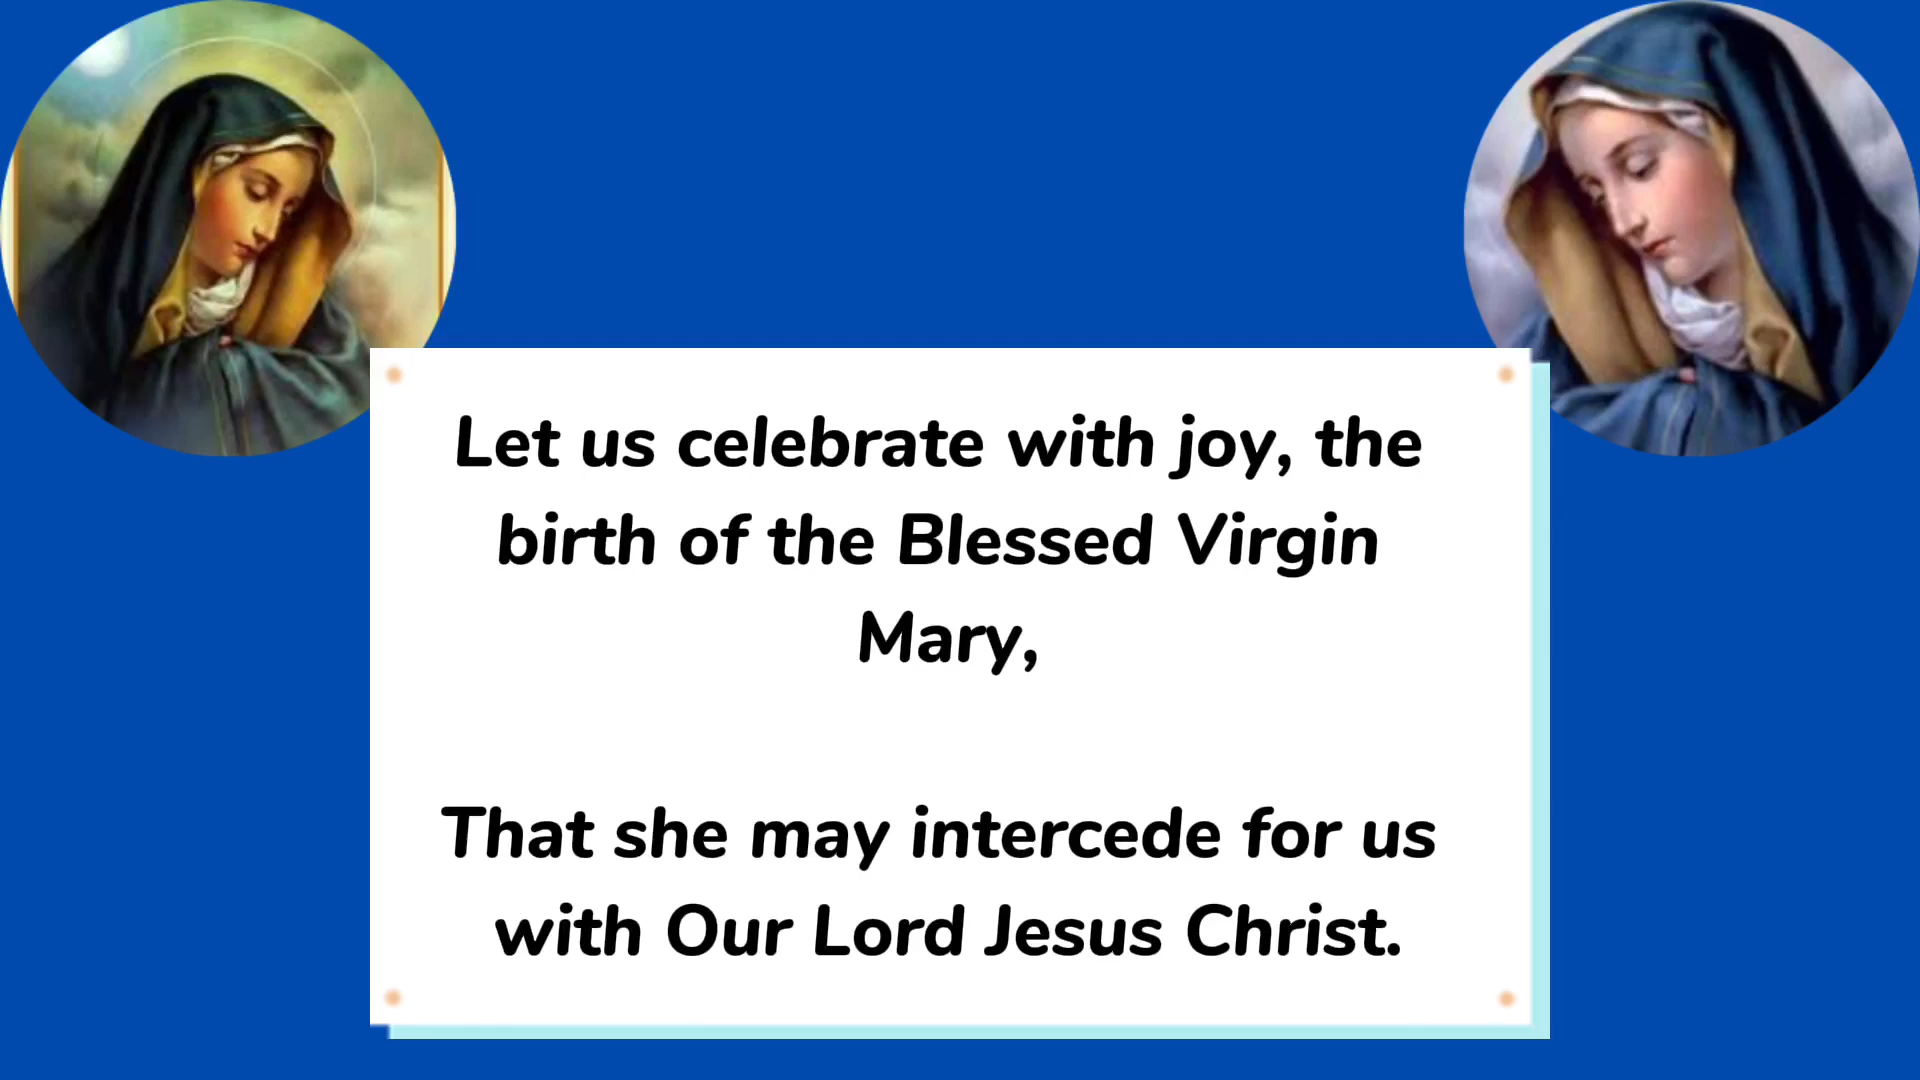 Let us celebrate with joy, the
birth of the Blessed Virgin
Mary,
That she may intercede for us
with Our Lord Jesus Christ.